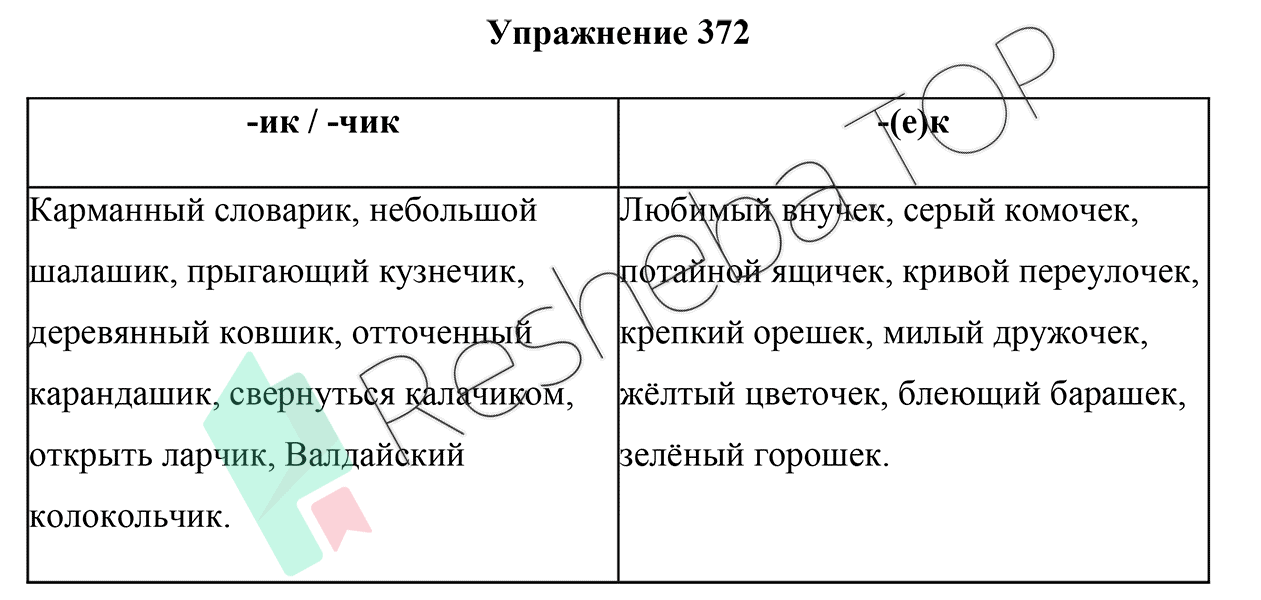 Упражнение 372
-ик / -чик
-(е)к
Карманный словарик, небольшой
шалашик, прыгающий кузнечик,
деревянный ковшик, отточенный
карандашик, свернуться калачиком,
открыть ларчик, Валдайский
колокольчик.
Любимый внучек, серый комочек,
потайной ящичек, кривой переулочек,
крепкий орешек, милый дружочек,
жёлтый цветочек, блеющий барашек,
зелёный горошек.
Resheba TOP